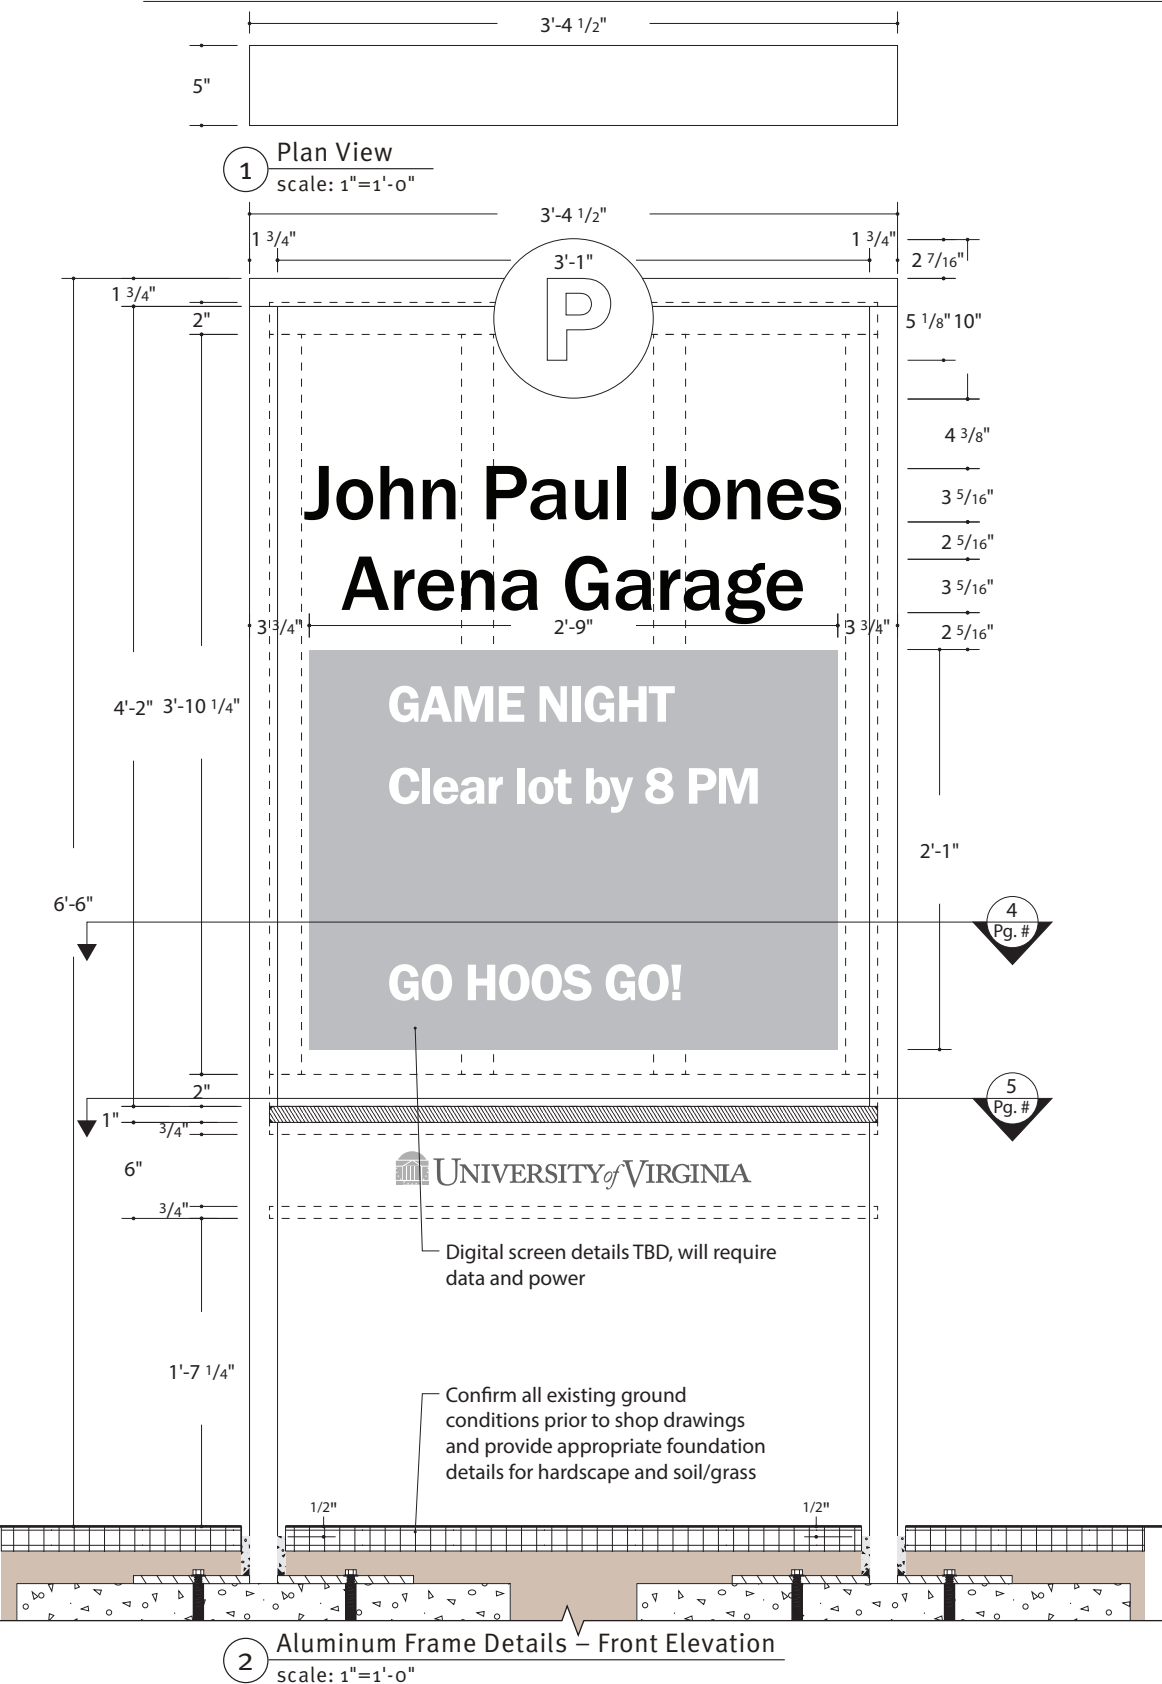 3'-4 1/2"
5"
1
Plan View
scale: 1"=1'-0"
3'-4 1/2"
1 3/4"
1 3/4"
3'-1"
2 7/16"
1 3/4"
2"
P
5 1/8" 10"
4 3/8"
John Paul Jones
3 5/16"
2 5/16"
Arena Garage
3 5/16"
3 3/4"
2'-9"
3 3/4"
2 5/16"
GAME NIGHT
4'-2" 3'-10 1/4"
Clear lot by 8 PM
2'-1"
6'-6"
4
Pg. #
GO HOOS GO!
2"
5
Pg. #
1"
3/4"
6"
UNIVERSITY of VIRGINIA
3/4"
Digital screen details TBD, will require
data and power
1'-7 1/4"
Confirm all existing ground
conditions prior to shop drawings
and provide appropriate foundation
details for hardscape and soil/grass
1/2"
1/2"
2
Aluminum Frame Details – Front Elevation
scale: 1"=1'-0"